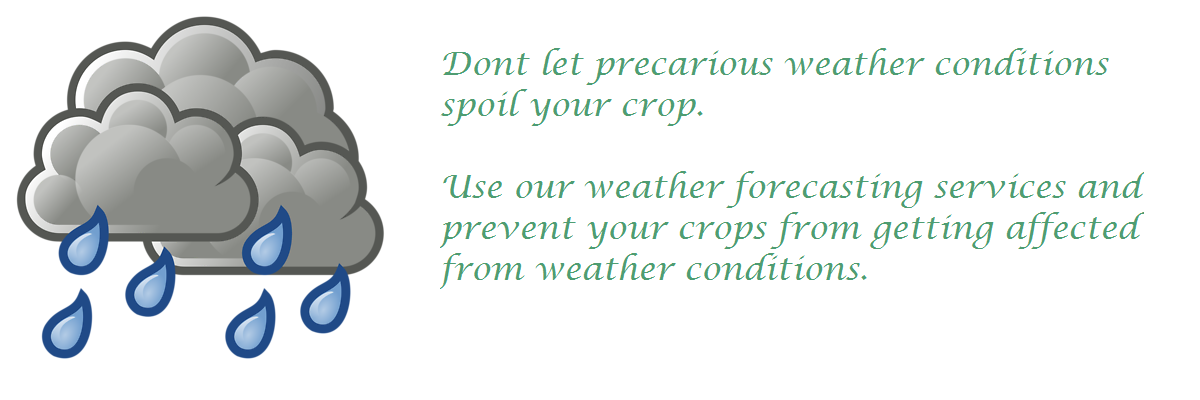 Dont let precarious weather conditions
spoil your crop.
Use our weather forecasting services and
prevent your crops from getting affected
from weather conditions.